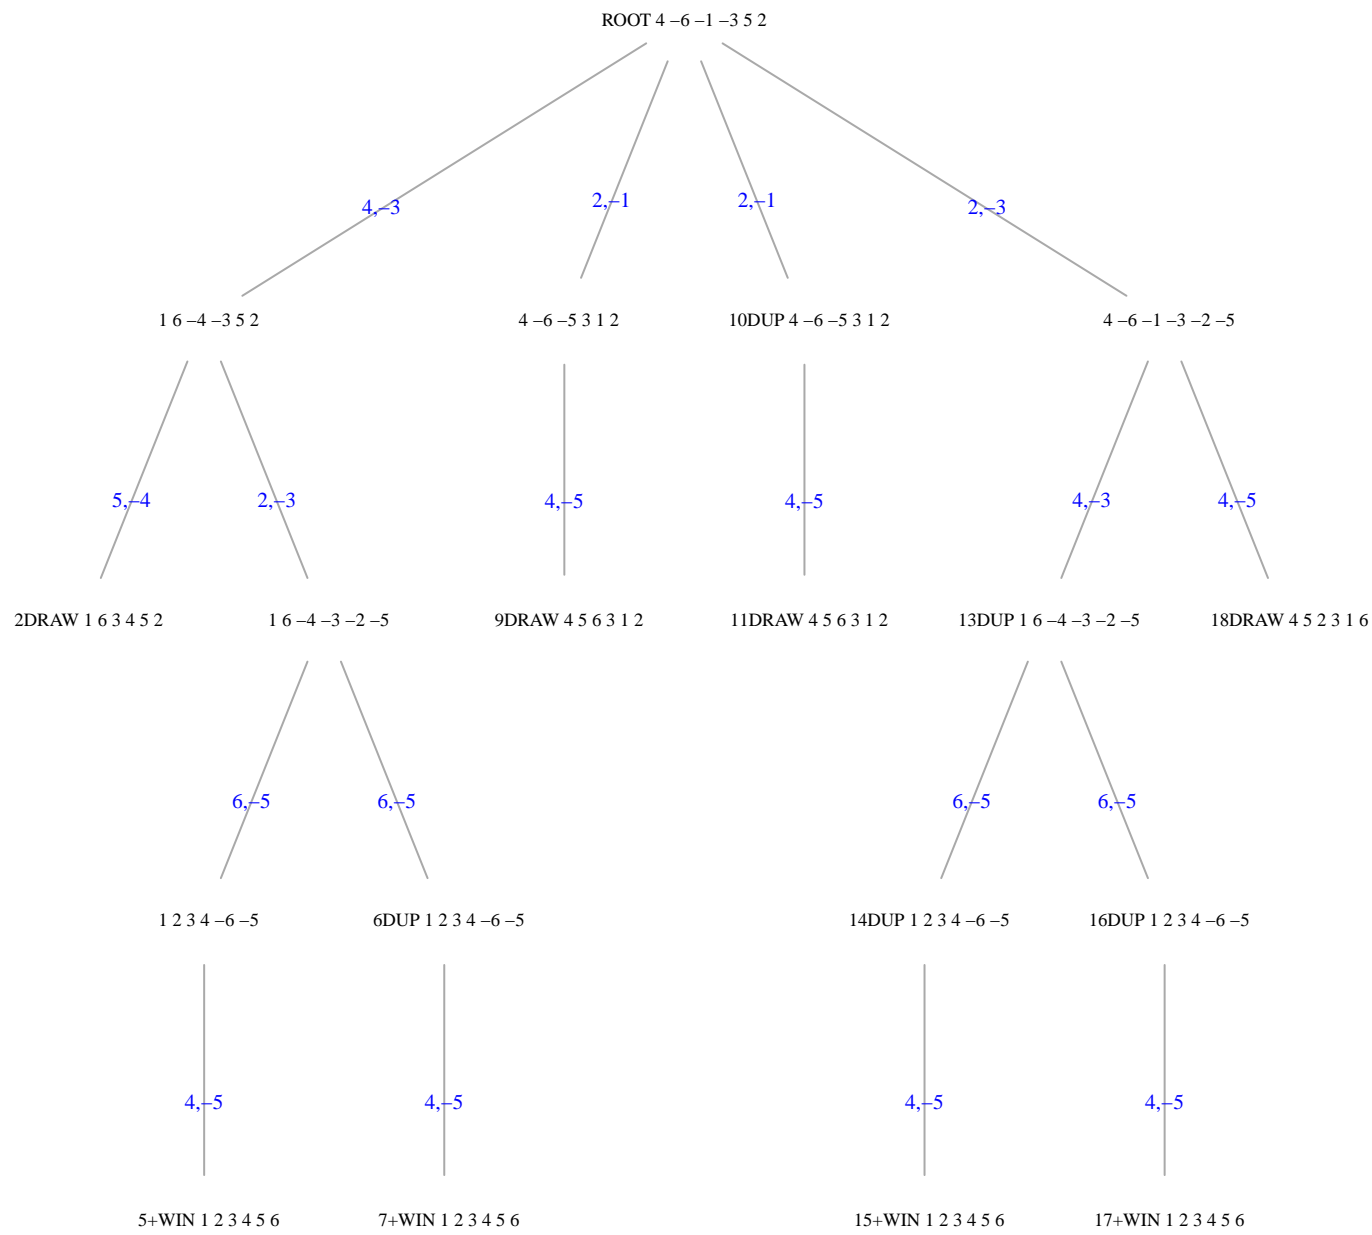 ROOT 4 –6 –1 –3 5 2
4,–3
2,–1
2,–1
2,–3
1 6 –4 –3 5 2
4 –6 –5 3 1 2
10DUP 4 –6 –5 3 1 2
4 –6 –1 –3 –2 –5
5,–4
2,–3
4,–5
4,–5
4,–3
4,–5
2DRAW 1 6 3 4 5 2
1 6 –4 –3 –2 –5
9DRAW 4 5 6 3 1 2
11DRAW 4 5 6 3 1 2
13DUP 1 6 –4 –3 –2 –5
18DRAW 4 5 2 3 1 6
6,–5
6,–5
6,–5
6,–5
1 2 3 4 –6 –5
6DUP 1 2 3 4 –6 –5
14DUP 1 2 3 4 –6 –5
16DUP 1 2 3 4 –6 –5
4,–5
4,–5
4,–5
4,–5
5+WIN 1 2 3 4 5 6
7+WIN 1 2 3 4 5 6
15+WIN 1 2 3 4 5 6
17+WIN 1 2 3 4 5 6